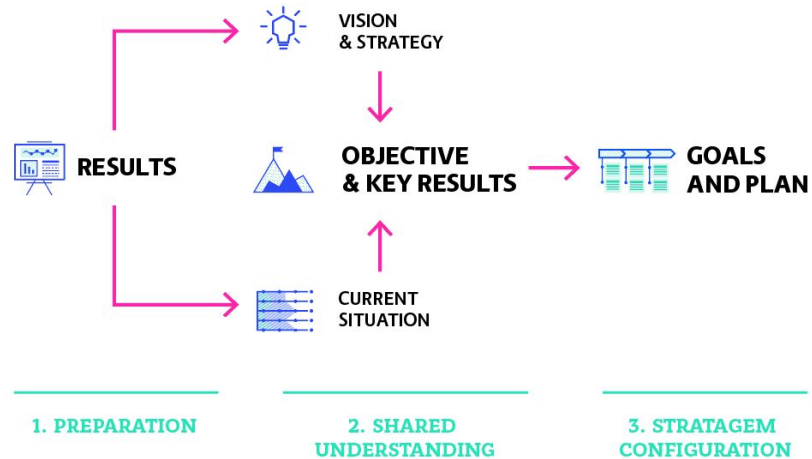 VISION
& STRATEGY
RESULTS
OBJECTIVE
& KEY RESULTS
GOALS
AND PLAN
CURRENT
SITUATION
1. PREPARATION
2. SHARED
UNDERSTANDING
3. STRATAGEM
CONFIGURATION